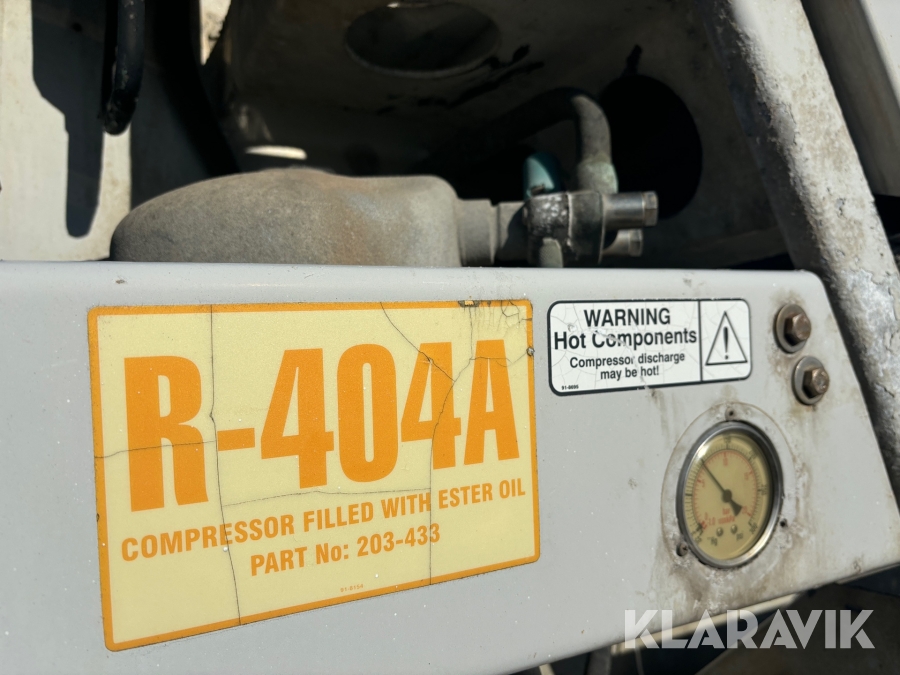 R-404A
COMPRESSOR FILLED WITH ESTER OIL
PART No: 203-433
WARNING
Hot Components
Compressor discharge
may be hot!
KLARAVIK